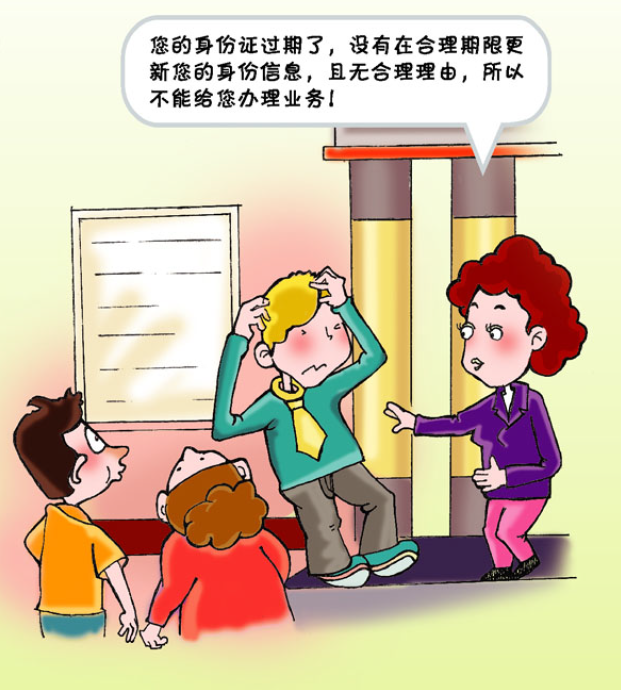 您的身份证过期了，没有在合理期限更
新您的身份信息，且无合理理由，所以
不能给您办理业务！